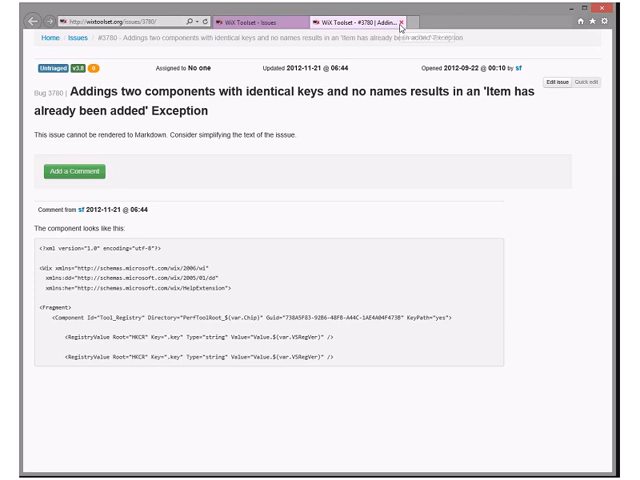 http://wixtoolset.org/issues/3780/
WiX Toolset - Issues
WiX Toolset - #3780 | Addin...
Home / Issues / #3780 - Addings two components with identical keys and no names results in an 'Item has already been added' Exception
Untriaged v3.8 0
Assigned to No one
Updated 2012-11-21 @ 06:44
Opened 2012-09-22 @ 00:10 by sf
Edit issue Quick edit
Bug 3780 | Addings two components with identical keys and no names results in an 'Item has
already been added' Exception
This issue cannot be rendered to Markdown. Consider simplifying the text of the isssue.
Add a Comment
Comment from sf 2012-11-21 @ 06:44
The component looks like this:
<?xml version="1.0" encoding="utf-8"?>
<Wix xmlns="http://schemas.microsoft.com/wix/2006/wi"
xmlns:dd="http://schemas.microsoft.com/wix/2005/01/dd"
xmlns:he="http://schemas.microsoft.com/wix/HelpExtension">
<Fragment>
<Component Id="Tool_Registry" Directory="PerfToolRoot_$(var.Chip)" Guid="738A5F83-92B6-48FB-A44C-1AE4A04F473B" KeyPath="yes">
<RegistryValue Root="HKCR" Key=".key" Type="string" Value="Value.$(var.VSRegVer)" />
<RegistryValue Root="HKCR" Key=".key" Type="string" Value="Value.$(var.VSRegVer)" />